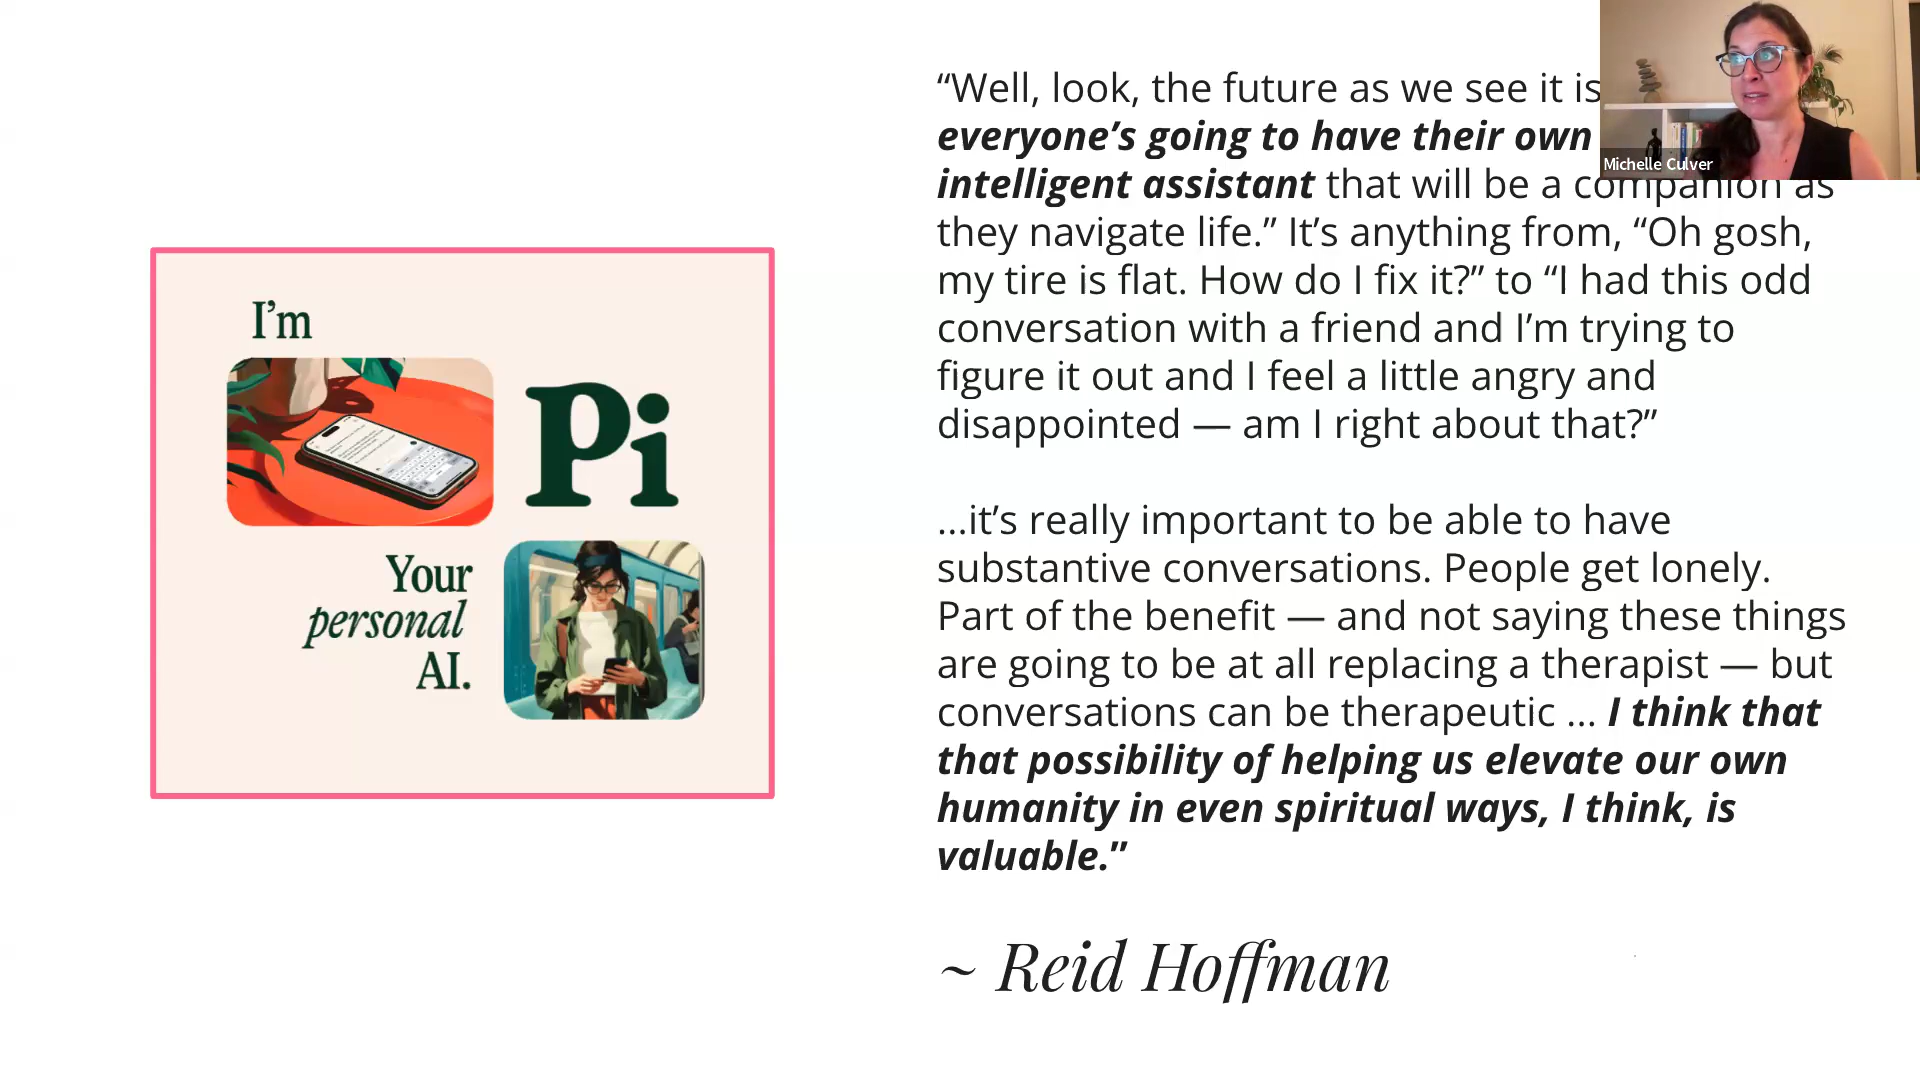 I’m
Pi
Your
personal
AI.
“Well, look, the future as we see it is
everyone’s going to have their own
intelligent assistant that will be a companion as
they navigate life.” It’s anything from, “Oh gosh,
my tire is flat. How do I fix it?” to “I had this odd
conversation with a friend and I’m trying to
figure it out and I feel a little angry and
disappointed — am I right about that?”
...it’s really important to be able to have
substantive conversations. People get lonely.
Part of the benefit — and not saying these things
are going to be at all replacing a therapist — but
conversations can be therapeutic ... I think that
that possibility of helping us elevate our own
humanity in even spiritual ways, I think, is
valuable.”
~ Reid Hoffman
Michelle Culver